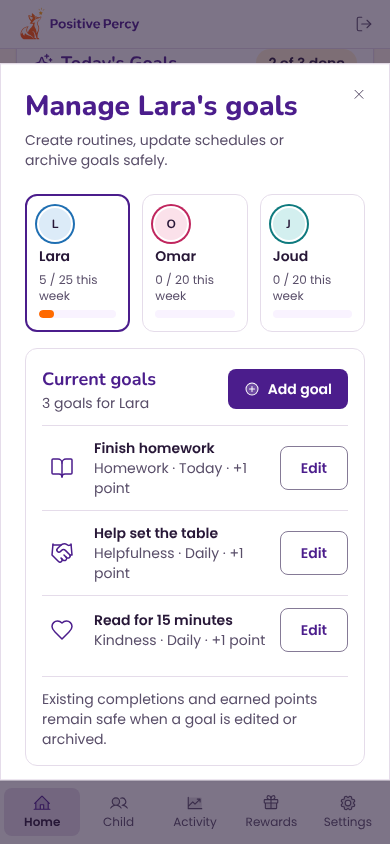 Positive Percy
Today's Goals
2 of 3 done
Manage Lara's goals
Create routines, update schedules or
archive goals safely.
L
Lara
5 / 25 this
week
O
Omar
0 / 20 this
week
J
Joud
0 / 20 this
week
Current goals
3 goals for Lara
Add goal
Finish homework
Homework · Today · +1
point
Edit
Help set the table
Helpfulness · Daily · +1
point
Edit
Read for 15 minutes
Kindness · Daily · +1 point
Edit
Existing completions and earned points
remain safe when a goal is edited or
archived.
Home
Child
Activity
Rewards
Settings